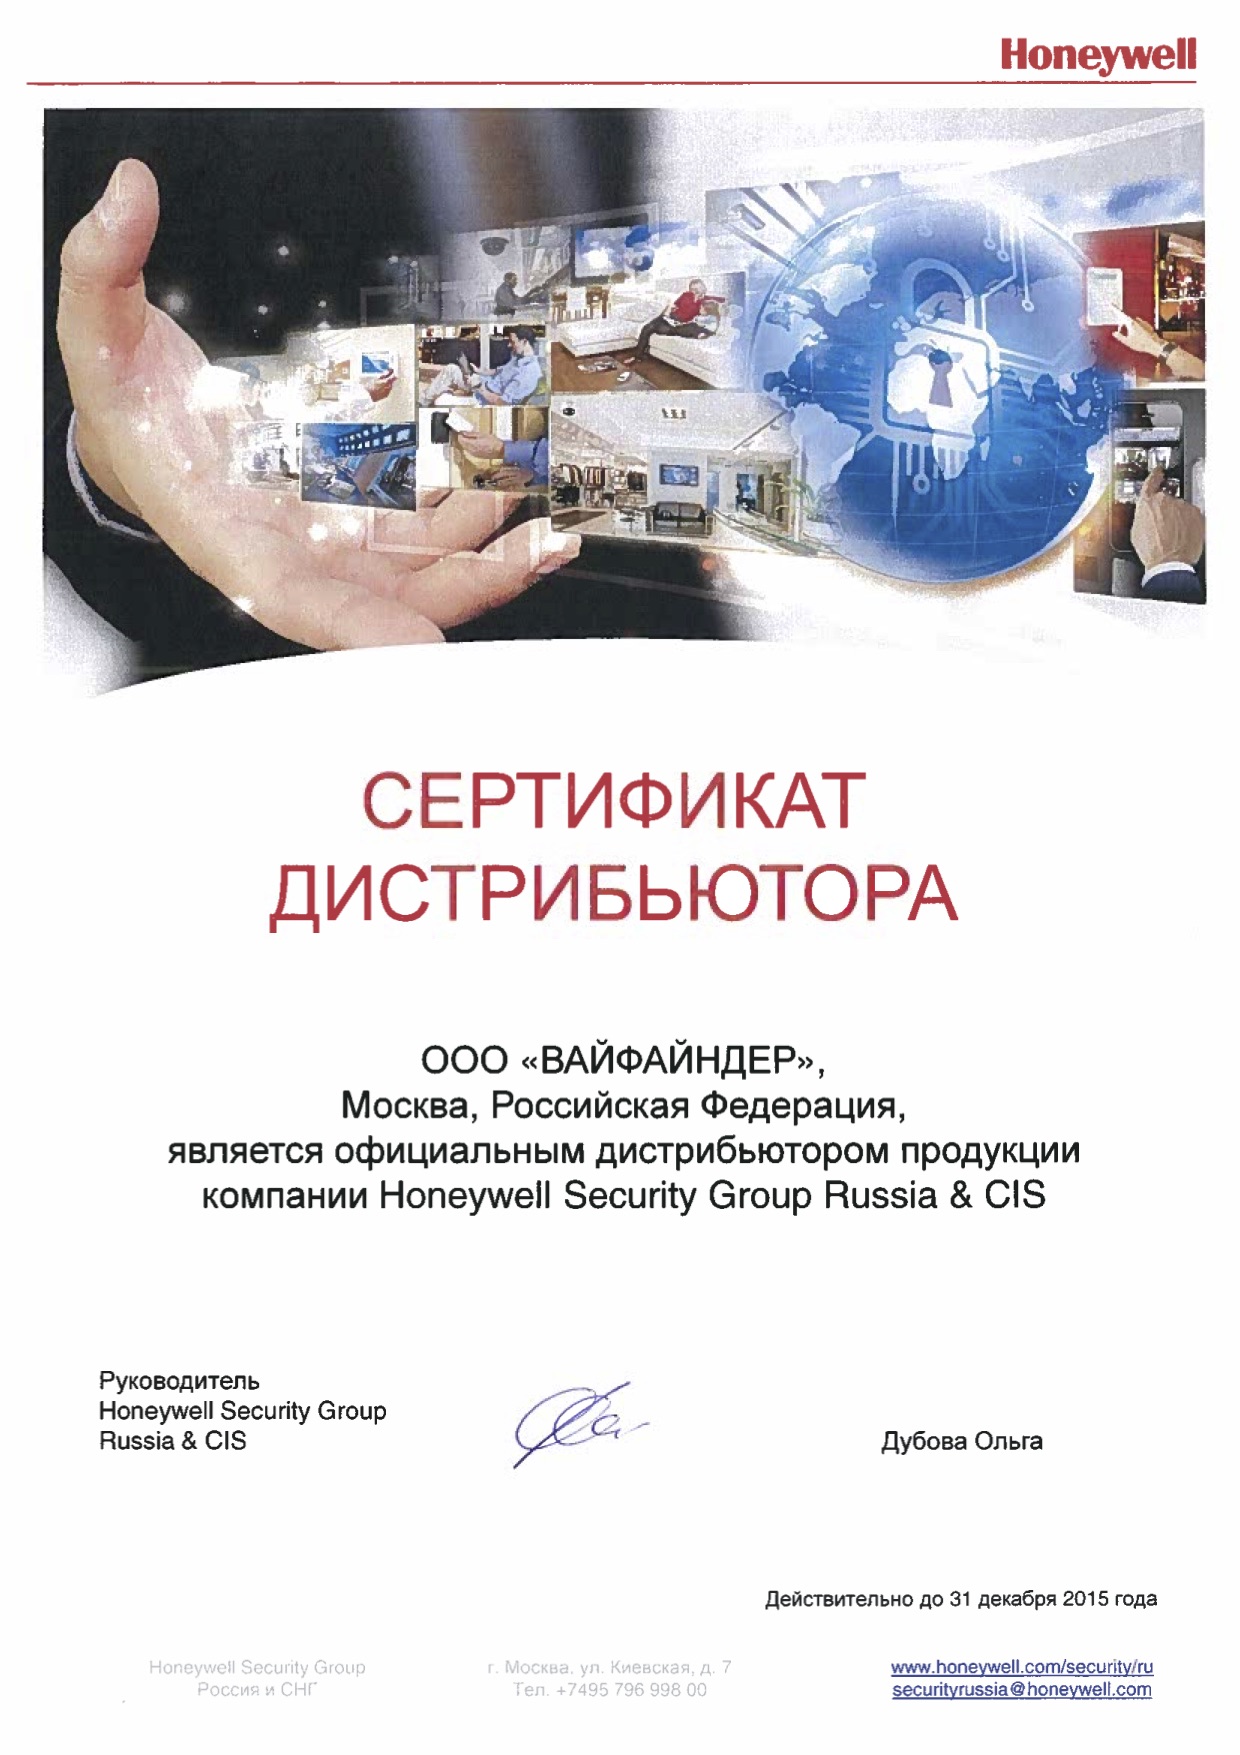 Honeywell
СЕРТИФИКАТ
ДИСТРИБЬЮТОРА
ООО «ВАЙФАЙНДЕР»,
Москва, Российская Федерация,
является официальным дистрибьютором продукции
компании Honeywell Security Group Russia & CIS
Руководитель
Honeywell Security Group
Russia & CIS
Дубова Ольга
Действительно до 31 декабря 2015 года
Honeywell Security Group
Россия и СНГ
г. Москва, ул. Киевская, д. 7
Тел. +7495 796 998 00
www.honeywell.com/security/ru
securityrussia@honeywell.com